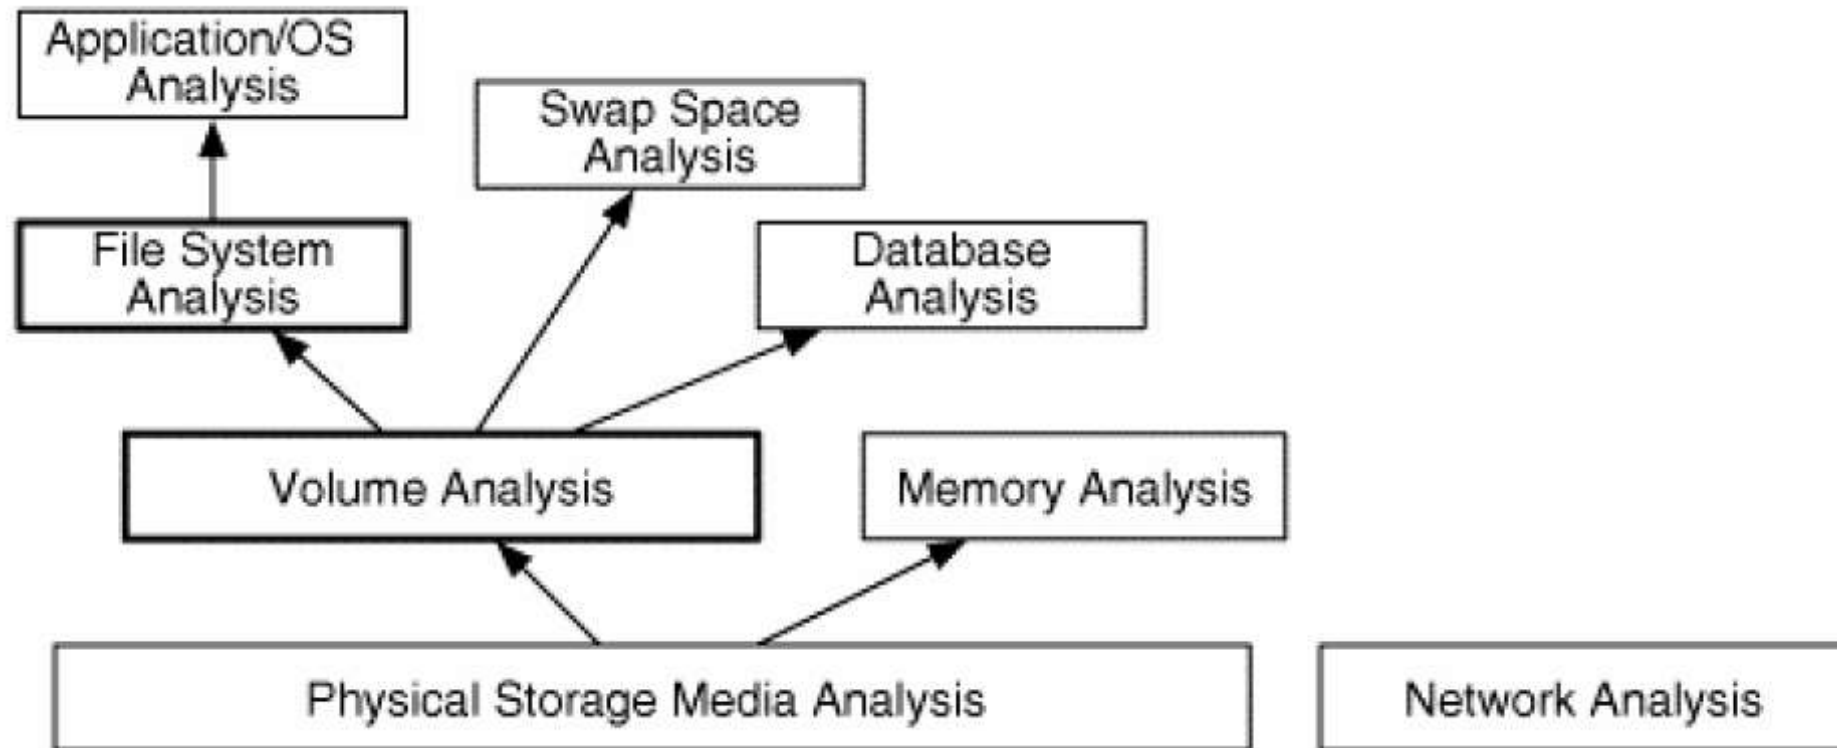 Application/OS
Analysis
Swap Space
Analysis
File System
Analysis
Database
Analysis
Volume Analysis
Memory Analysis
Physical Storage Media Analysis
Network Analysis